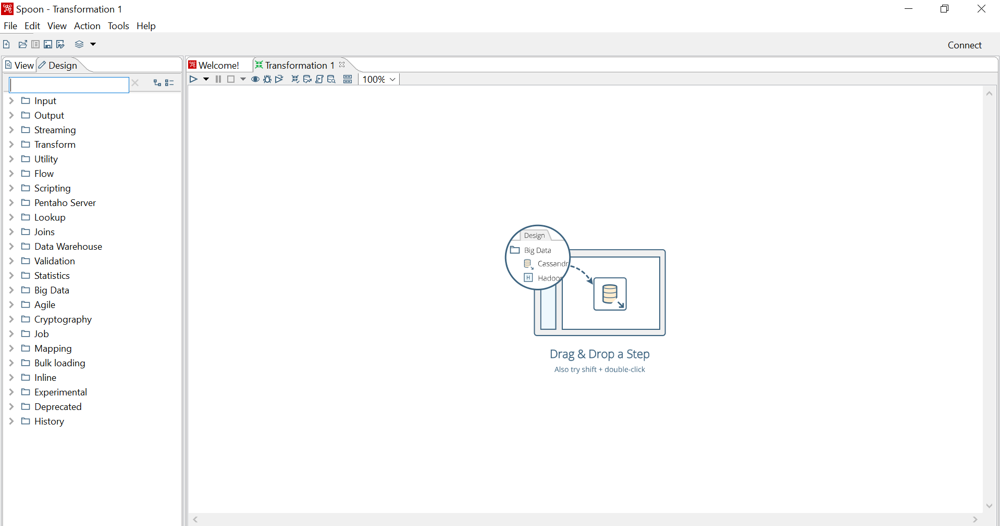 Spoon - Transformation 1
File Edit View Action Tools Help
Connect
View Design
Welcome! Transformation 1
100%
Input
Output
Streaming
Transform
Utility
Flow
Scripting
Pentaho Server
Lookup
Joins
Data Warehouse
Validation
Statistics
Big Data
Agile
Cryptography
Job
Mapping
Bulk loading
Inline
Experimental
Deprecated
History
Design
Big Data
Cassandr
H Hadoop
Drag & Drop a Step
Also try shift + double-click